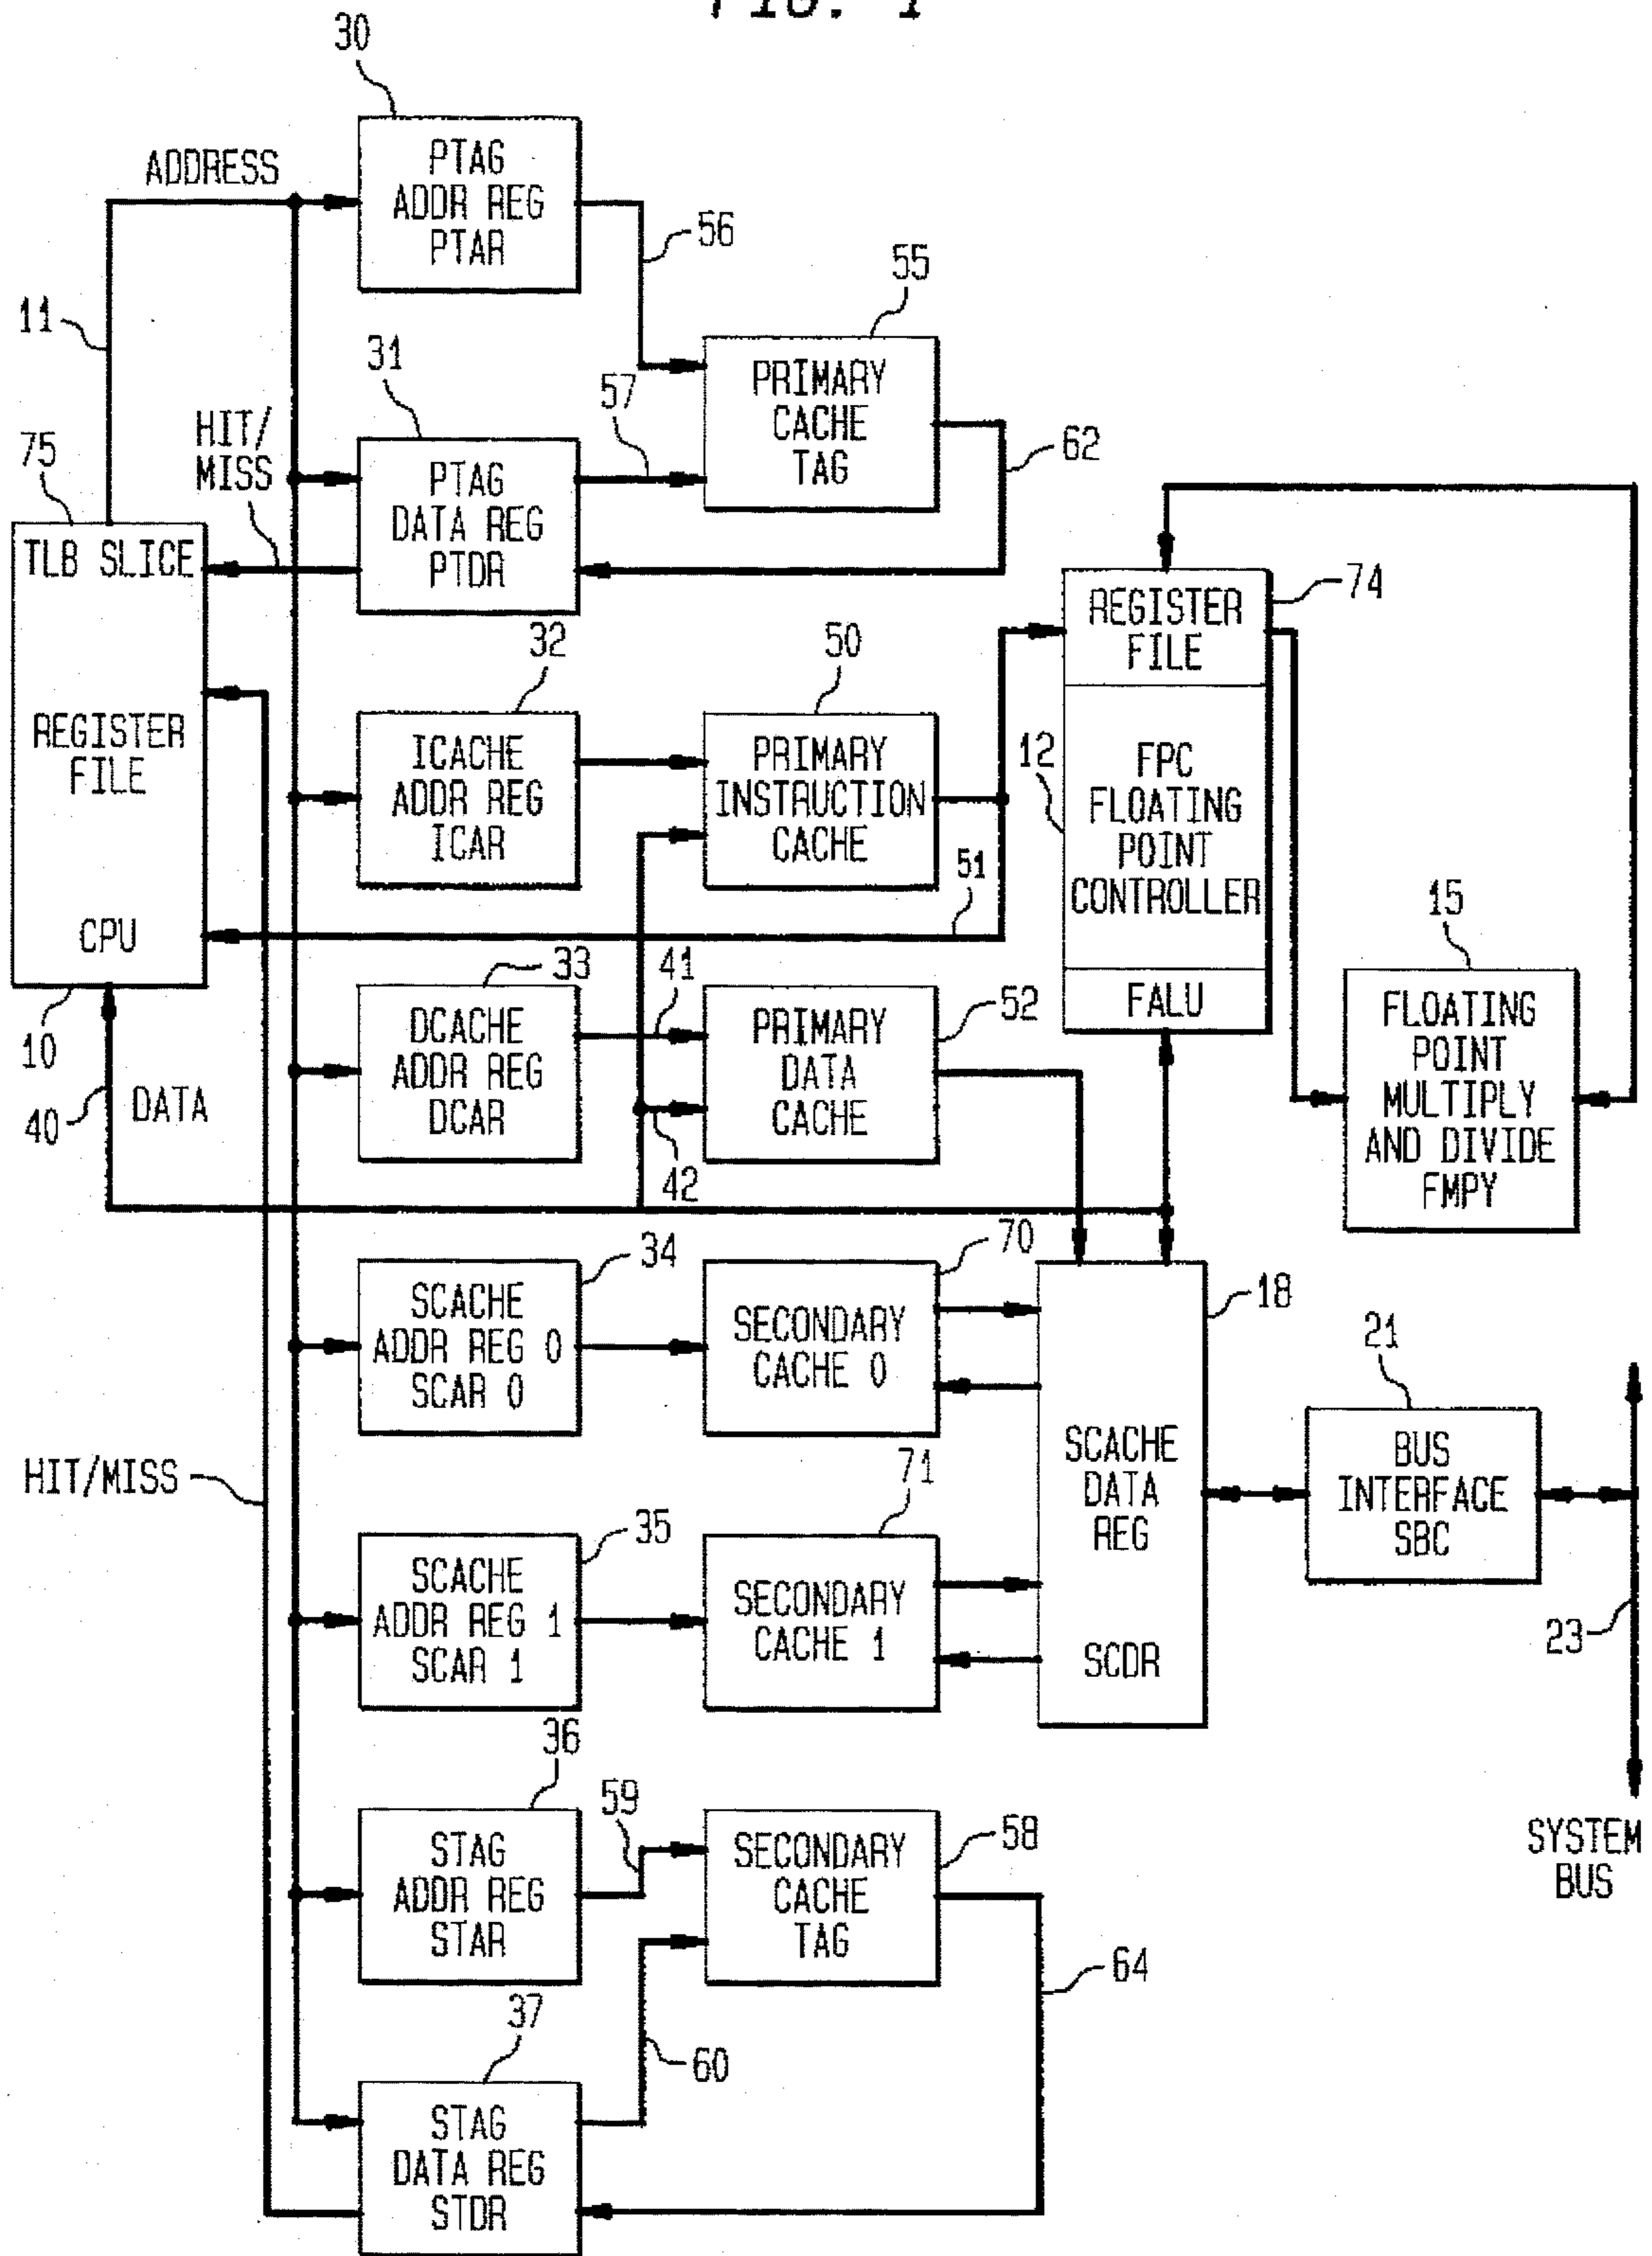 FIG. 1
30
PTAG
ADDR REG
PTAR
ADDRESS
56
11
55
PRIMARY
CACHE
TAG
31
57
HIT/
MISS
62
75
PTAG
DATA REG
PTDR
TLB SLICE
REGISTER
FILE
CPU
10
74
REGISTER
FILE
32
50
ICACHE
ADDR REG
ICAR
PRIMARY
INSTRUCTION
CACHE
12
FPC
FLOATING
POINT
CONTROLLER
FALU
51
15
FLOATING
POINT
MULTIPLY
AND DIVIDE
FMPY
33
41
52
DCACHE
ADDR REG
DCAR
PRIMARY
DATA
CACHE
40
DATA
42
34
70
18
SCACHE
ADDR REG 0
SCAR 0
SECONDARY
CACHE 0
SCACHE
DATA
REG
SCDR
21
BUS
INTERFACE
SBC
HIT/MISS
35
71
SCACHE
ADDR REG 1
SCAR 1
SECONDARY
CACHE 1
23
SYSTEM
BUS
36
59
58
STAG
ADDR REG
STAR
SECONDARY
CACHE
TAG
64
37
60
STAG
DATA REG
STDR